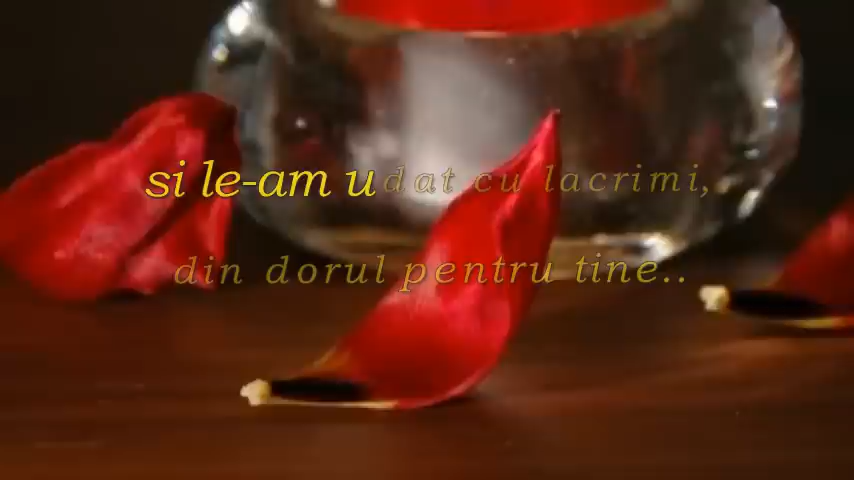 si le-am udat cu lacrimi,
din dorul pentru tine..